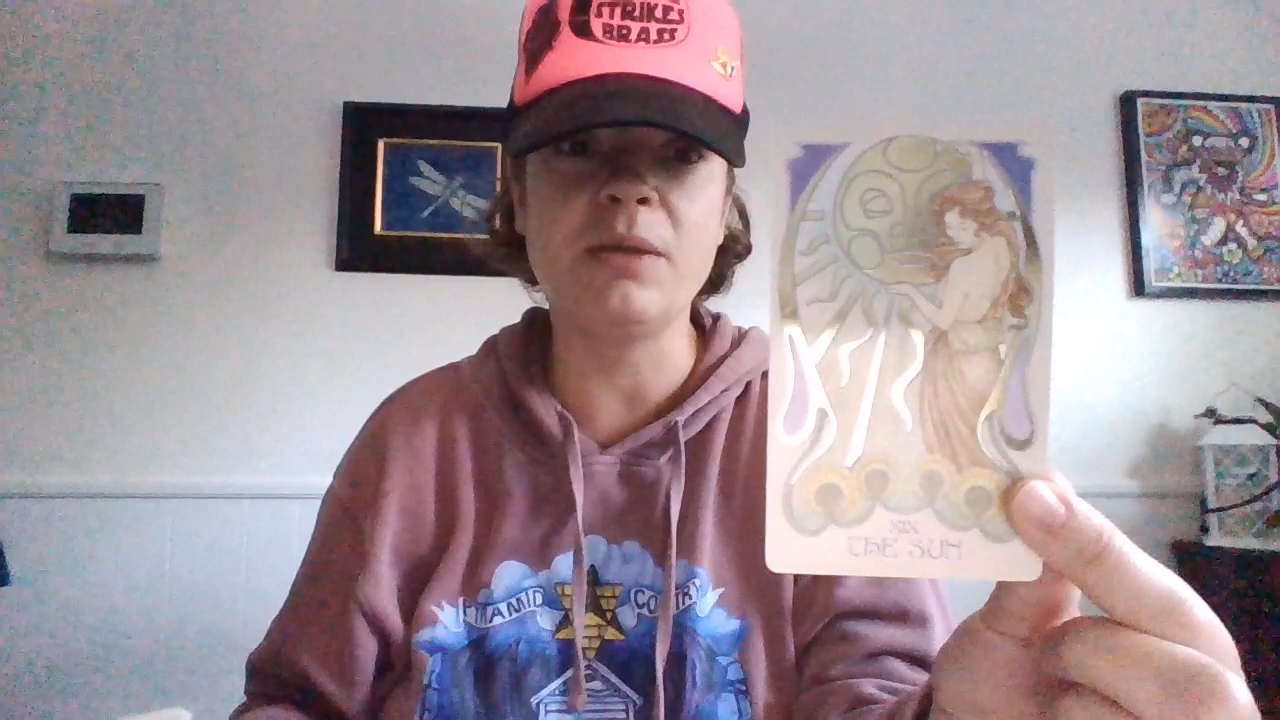 STRIKES
BRASS
PYRAMID COUNTRY
XIX
THE SUN